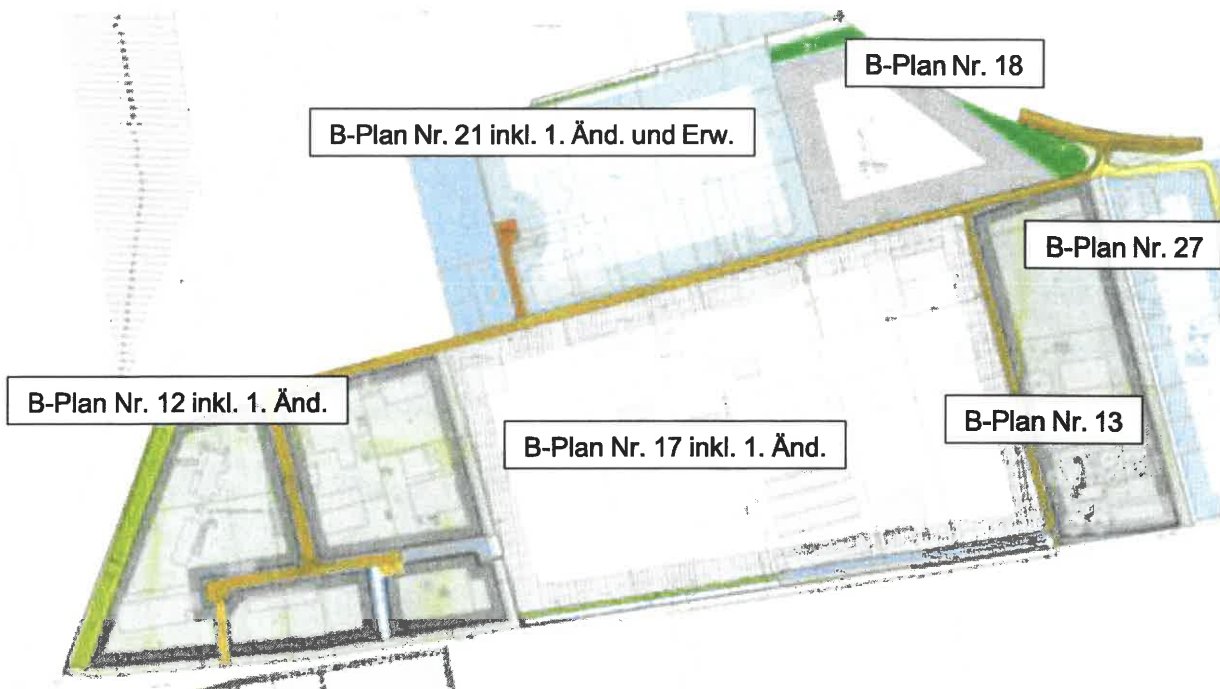 B-Plan Nr. 18
B-Plan Nr. 21 inkl. 1. Änd. und Erw.
B-Plan Nr. 27
B-Plan Nr. 12 inkl. 1. Änd.
B-Plan Nr. 13
B-Plan Nr. 17 inkl. 1. Änd.